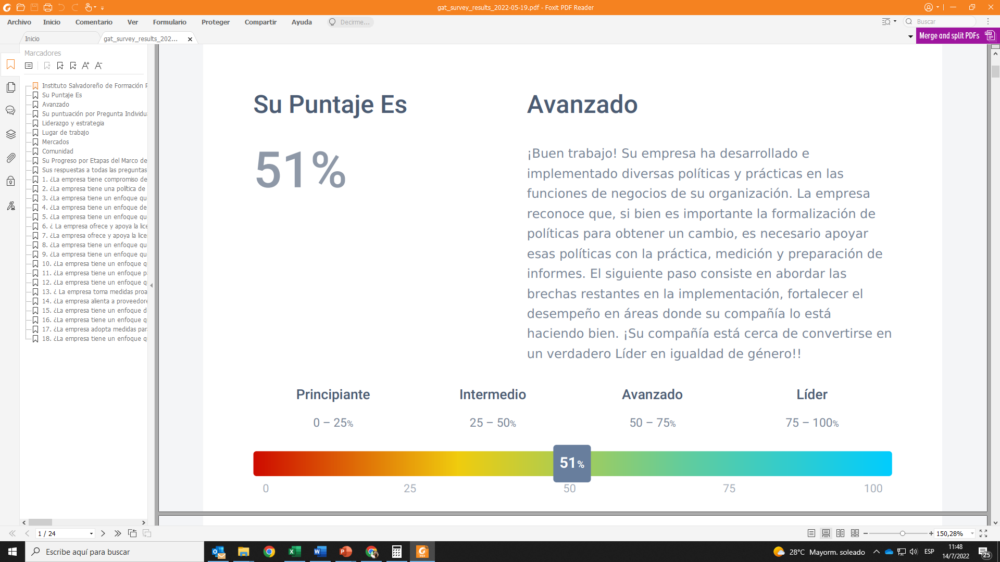 gat_survey_results_2022-05-19.pdf - Foxit PDF Reader
Archivo Inicio Comentario Ver Formulario Proteger Compartir Ayuda Decirme... Buscar
Inicio gat_survey_results_202... Merge and split PDFs
Marcadores
Instituto Salvadoreño de Formación P
Su Puntaje Es
Avanzado
Su puntuación por Pregunta Individu
Liderazgo y estrategia
Lugar de trabajo
Mercados
Comunidad
Su Progreso por Etapas del Marco de
Sus respuestas a todas las preguntas
1. ¿La empresa tiene compromiso de
2. ¿La empresa tiene una política de
3. ¿La empresa tiene un enfoque qu
4. ¿La empresa tiene un enfoque de
5. ¿La empresa tiene un enfoque qu
6. ¿ La empresa ofrece y apoya la lice
7. ¿La empresa ofrece y apoya la lice
8. ¿La empresa tiene un enfoque qu
9. ¿La empresa tiene un enfoque qu
10. ¿La empresa tiene un enfoque q
11. ¿La empresa tiene un enfoque p
12. ¿La empresa tiene un enfoque q
13. ¿ La empresa toma medidas proa
14. ¿La empresa alienta a proveedore
15. ¿La empresa tiene un enfoque d
16. ¿La empresa tiene un enfoque q
17. ¿La empresa adopta medidas par
18. ¿La empresa tiene un enfoque q
Su Puntaje Es
51%
Avanzado
¡Buen trabajo! Su empresa ha desarrollado e
implementado diversas políticas y prácticas en las
funciones de negocios de su organización. La empresa
reconoce que, si bien es importante la formalización de
políticas para obtener un cambio, es necesario apoyar
esas políticas con la práctica, medición y preparación de
informes. El siguiente paso consiste en abordar las
brechas restantes en la implementación, fortalecer el
desempeño en áreas donde su compañía lo está
haciendo bien. ¡Su compañía está cerca de convertirse en
un verdadero Líder en igualdad de género!!
Principiante Intermedio Avanzado Líder
0 – 25% 25 – 50% 50 – 75% 75 – 100%
51%
0 25 50 75 100
1 / 24 150,28%
Escribe aquí para buscar 28°C Mayorm. soleado ESP 11:48
14/7/2022 25